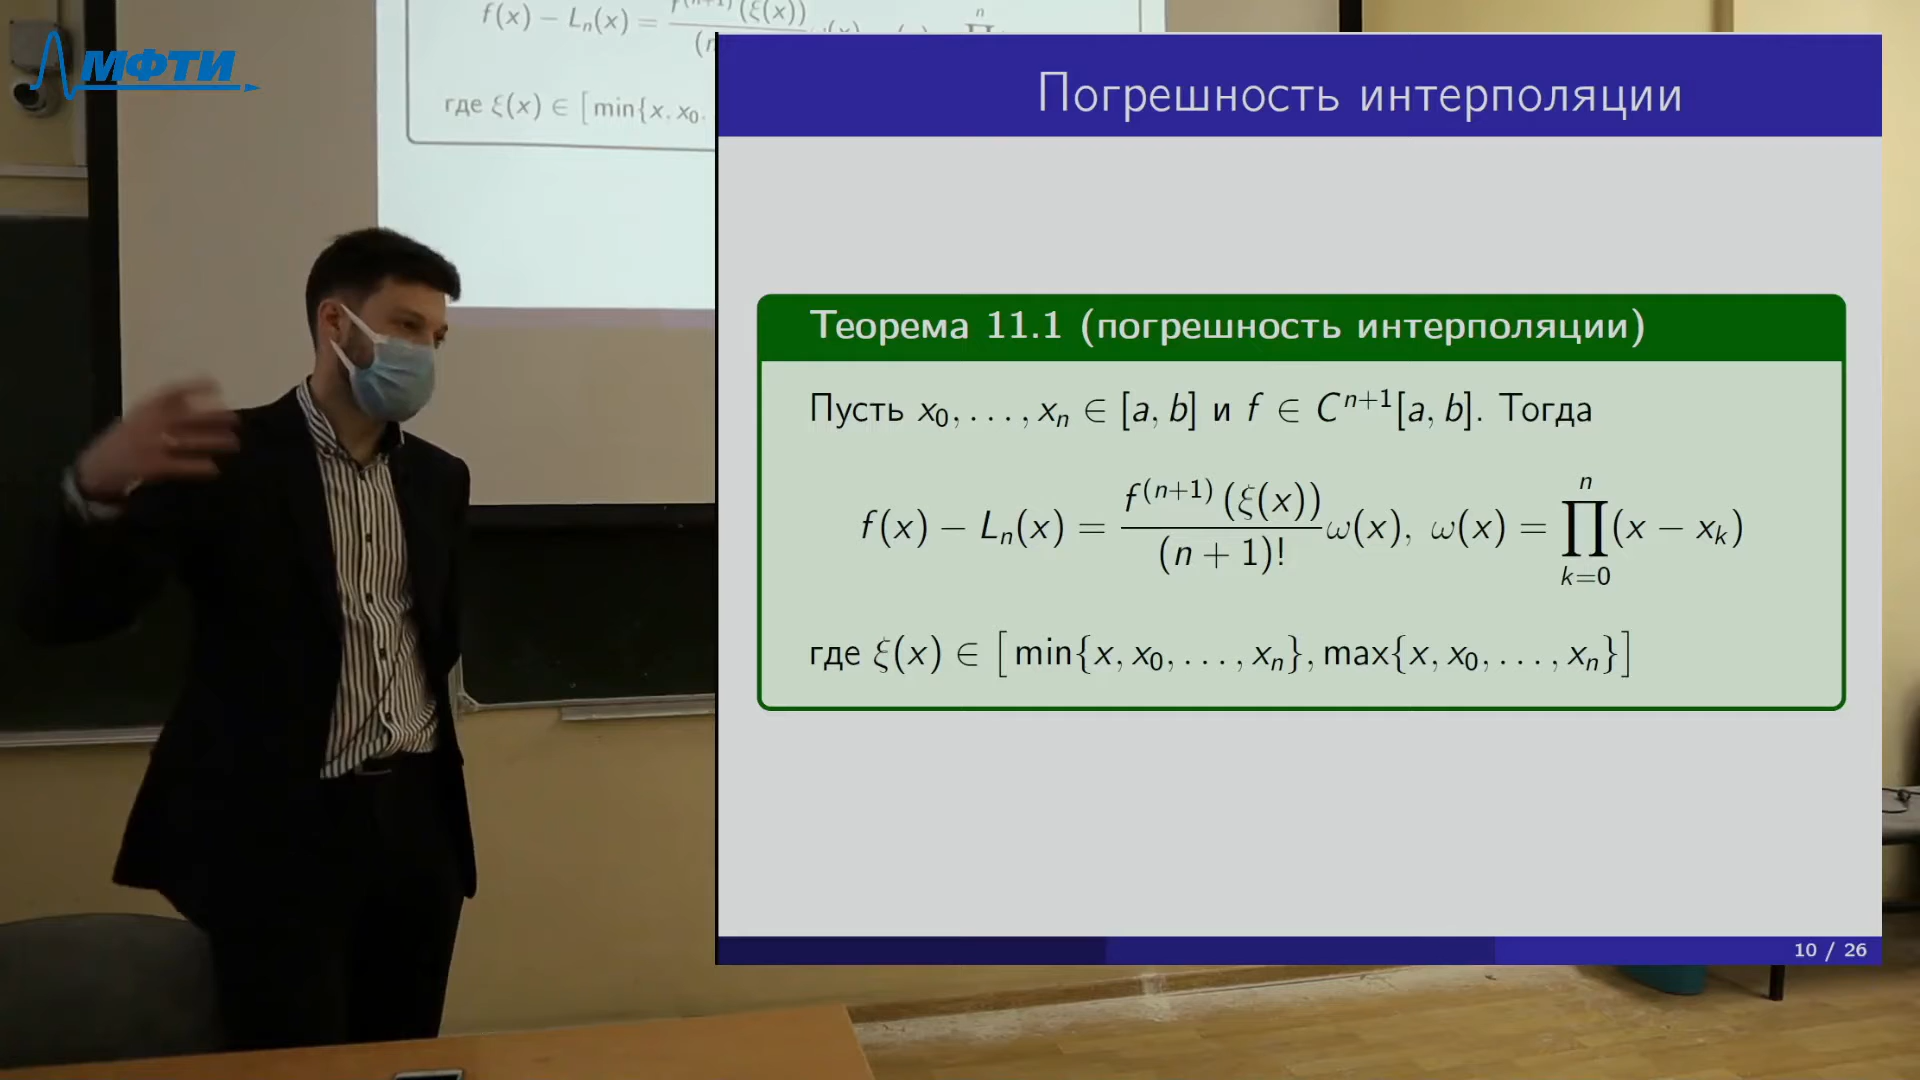 МФТИ
f(x) − Lₙ(x) =
где ξ(x) ∈ [ min{x, x₀,
Погрешность интерполяции
Теорема 11.1 (погрешность интерполяции)
Пусть x₀, . . . , xₙ ∈ [a, b] и f ∈ Cⁿ⁺¹[a, b]. Тогда
f(x) − Lₙ(x) = f⁽ⁿ⁺¹⁾(ξ(x)) / (n + 1)! ω(x), ω(x) = ∏ₖ₌₀ⁿ (x − xₖ)
где ξ(x) ∈ [ min{x, x₀, . . . , xₙ}, max{x, x₀, . . . , xₙ}]
10 / 26